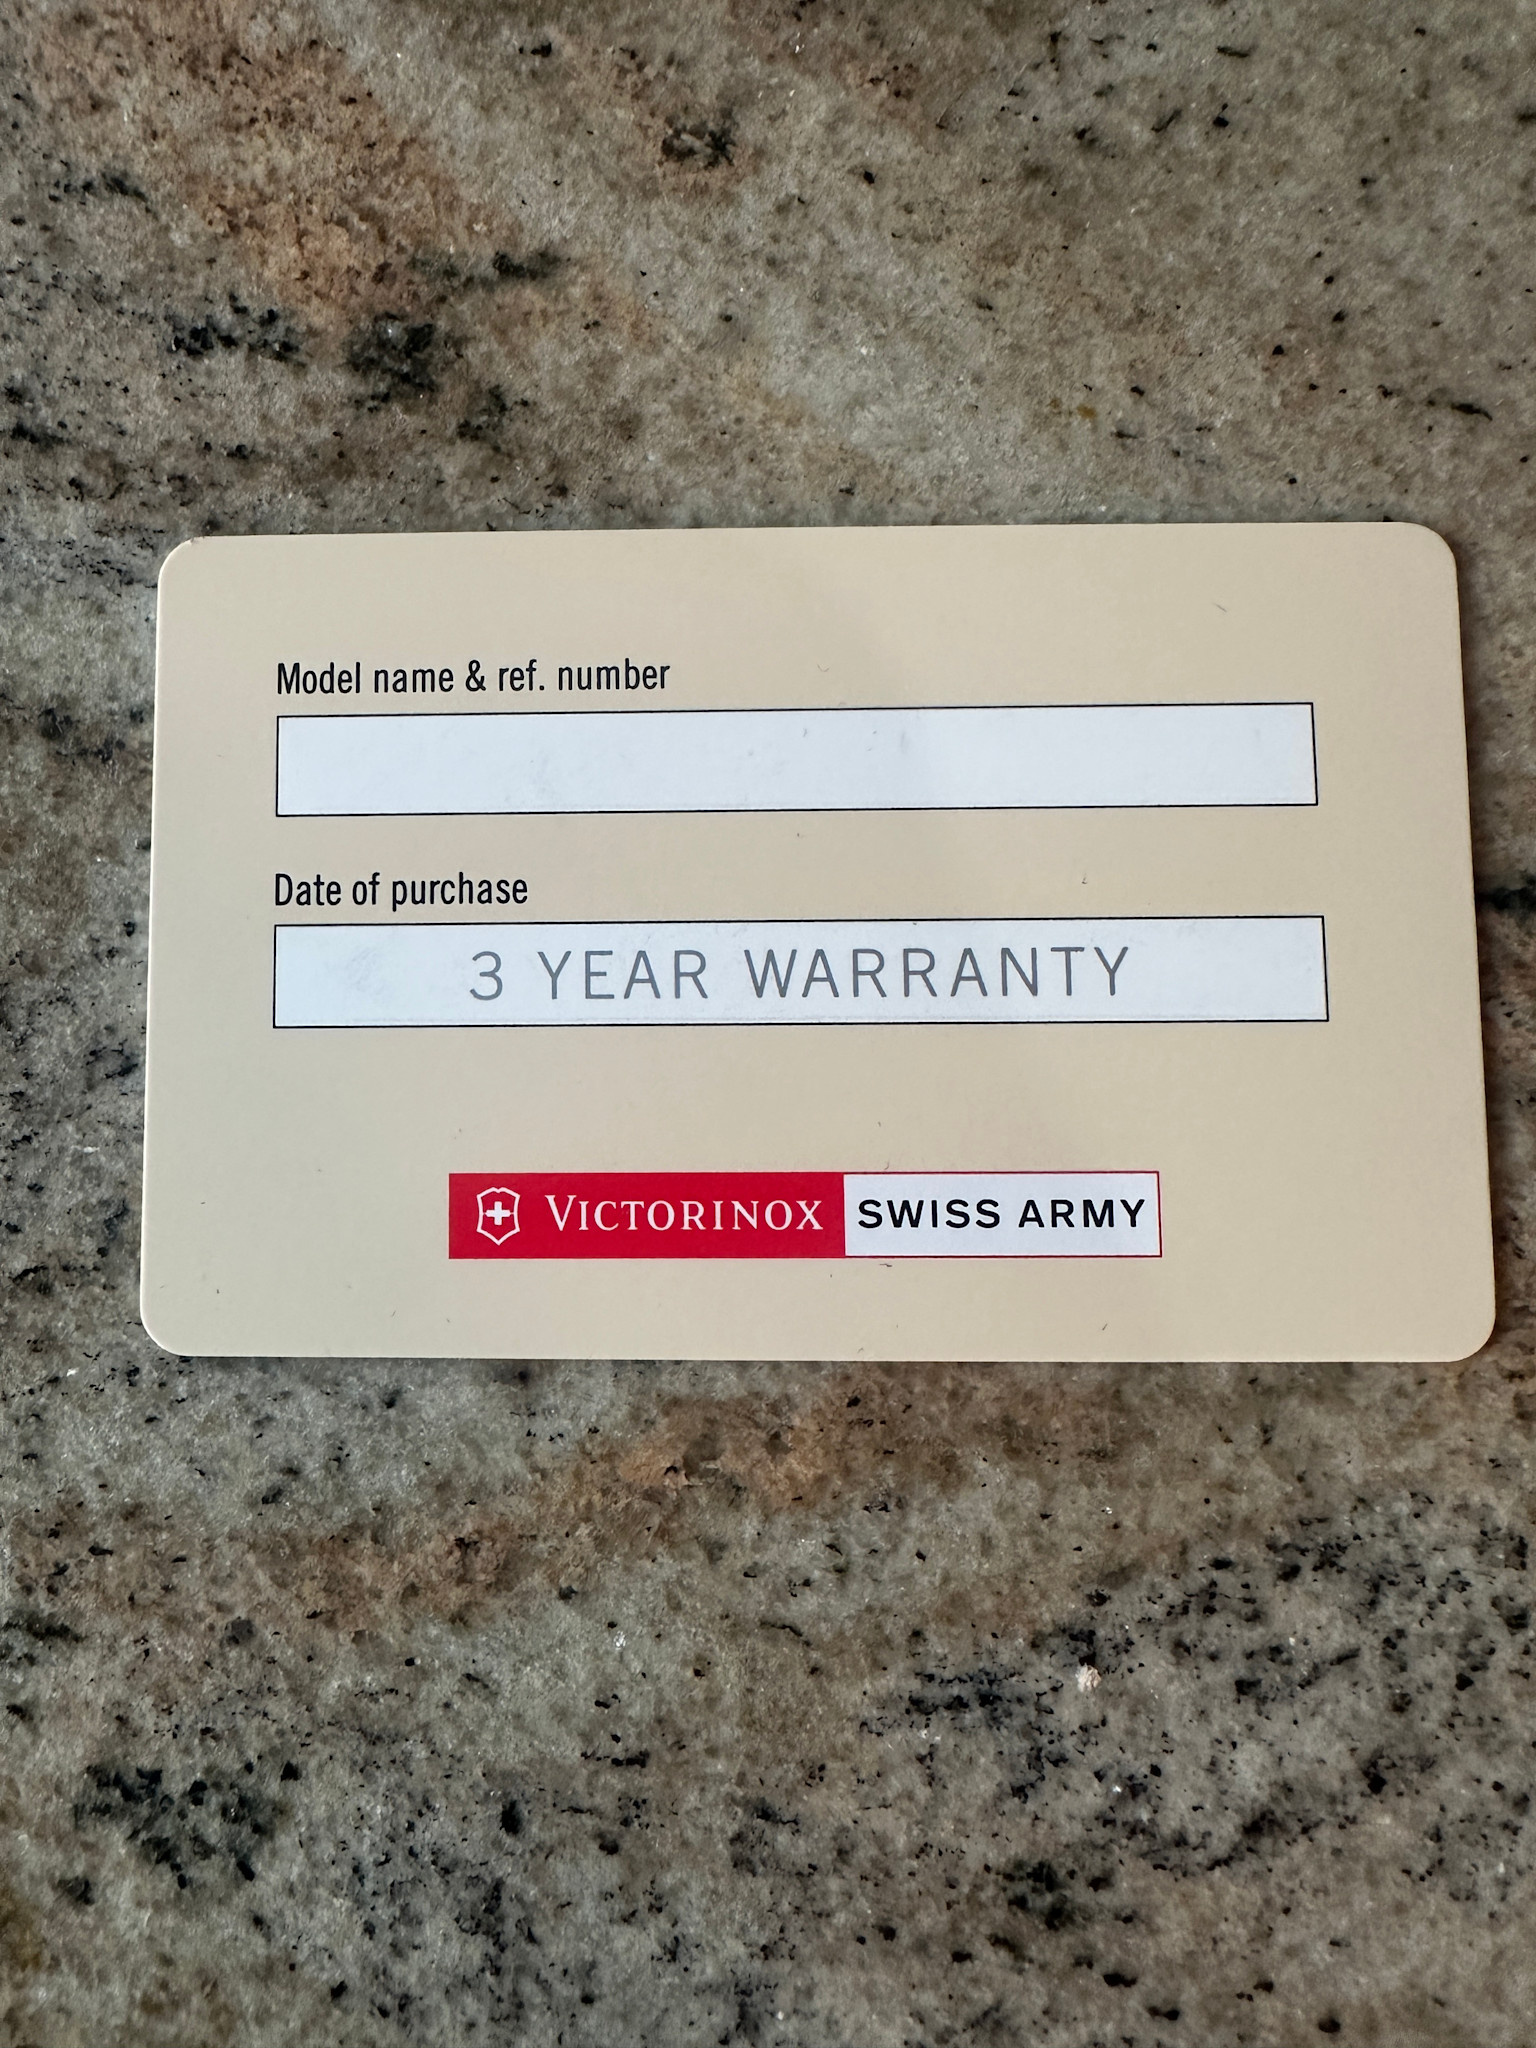 Model name & ref. number
Date of purchase
3 YEAR WARRANTY
VICTORINOX SWISS ARMY